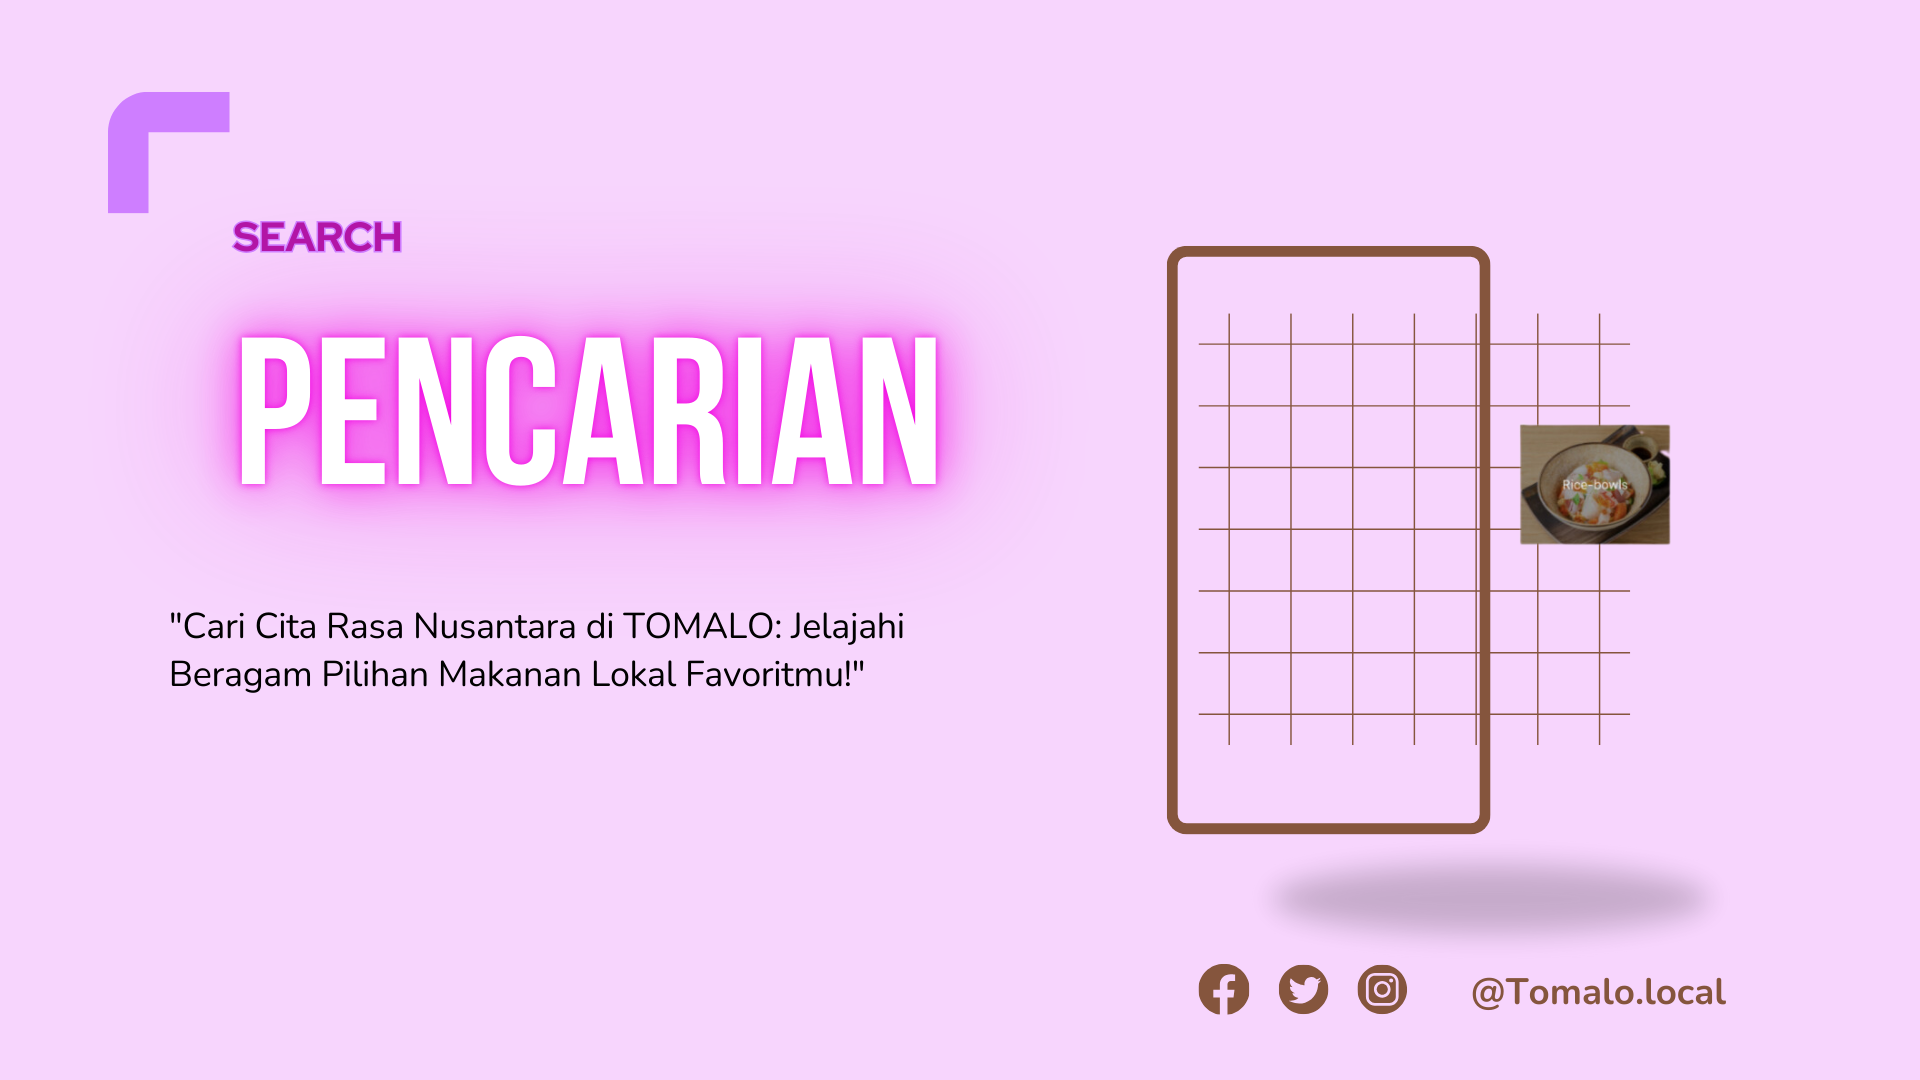 SEARCH
PENCARIAN
"Cari Cita Rasa Nusantara di TOMALO: Jelajahi
Beragam Pilihan Makanan Lokal Favoritmu!"
Rice-bowls
@Tomalo.local